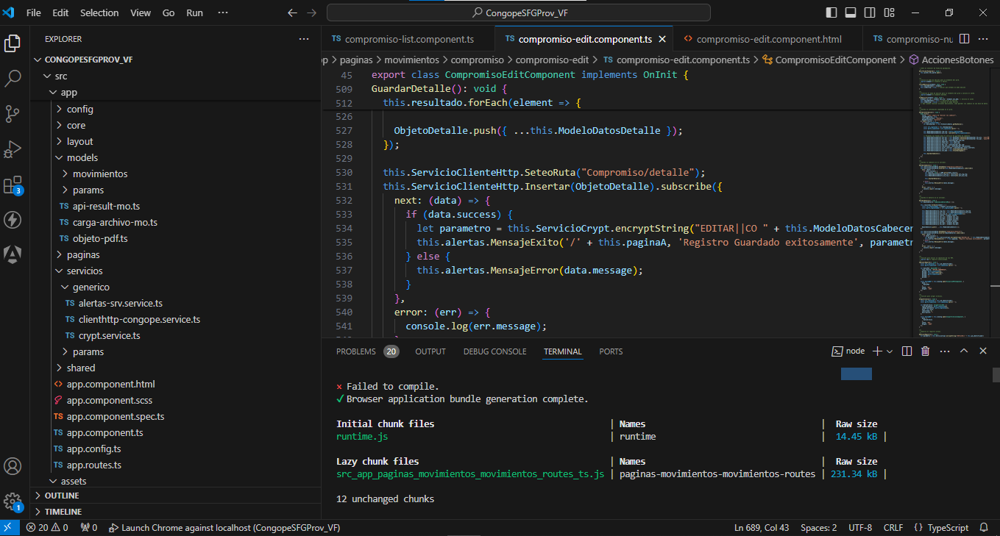 File Edit Selection View Go Run ··· CongopeSFGProv_VF
EXPLORER ···
CONGOPESFGPROV_VF
src
app
config
core
layout
models
movimientos
params
TS api-result-mo.ts
TS carga-archivo-mo.ts
TS objeto-pdf.ts
paginas
servicios
generico
TS alertas-srv.service.ts
TS clienthttp-congope.service.ts
TS crypt.service.ts
params
shared
<> app.component.html
app.component.scss
TS app.component.spec.ts
TS app.component.ts
TS app.config.ts
TS app.routes.ts
assets
OUTLINE
TIMELINE
3
1
TS compromiso-list.component.ts TS compromiso-edit.component.ts <> compromiso-edit.component.html TS compromiso-nu ···
p > paginas > movimientos > compromiso > compromiso-edit > TS compromiso-edit.component.ts > CompromisoEditComponent > AccionesBotones
45 export class CompromisoEditComponent implements OnInit {
509 GuardarDetalle(): void {
512 this.resultado.forEach(element => {
526
527 ObjetoDetalle.push({ ...this.ModeloDatosDetalle });
528 });
529
530 this.ServicioClienteHttp.SeteoRuta("Compromiso/detalle");
531 this.ServicioClienteHttp.Insertar(ObjetoDetalle).subscribe({
532 next: (data) => {
533 if (data.success) {
534 let parametro = this.ServicioCrypt.encryptString("EDITAR||CO " + this.ModeloDatosCabecer
535 this.alertas.MensajeExito('/' + this.paginaA, 'Registro Guardado exitosamente', parametr
536 } else {
537 this.alertas.MensajeError(data.message);
538 }
539 },
540 error: (err) => {
541 console.log(err.message);
PROBLEMS 20 OUTPUT DEBUG CONSOLE TERMINAL PORTS node ···
× Failed to compile.
✓ Browser application bundle generation complete.
Initial chunk files | Names | Raw size
runtime.js | runtime | 14.45 kB |
Lazy chunk files | Names | Raw size
src_app_paginas_movimientos_movimientos_routes_ts.js | paginas-movimientos-movimientos-routes | 231.34 kB |
12 unchanged chunks
20 0 0 Launch Chrome against localhost (CongopeSFGProv_VF) Ln 689, Col 43 Spaces: 2 UTF-8 CRLF {} TypeScript